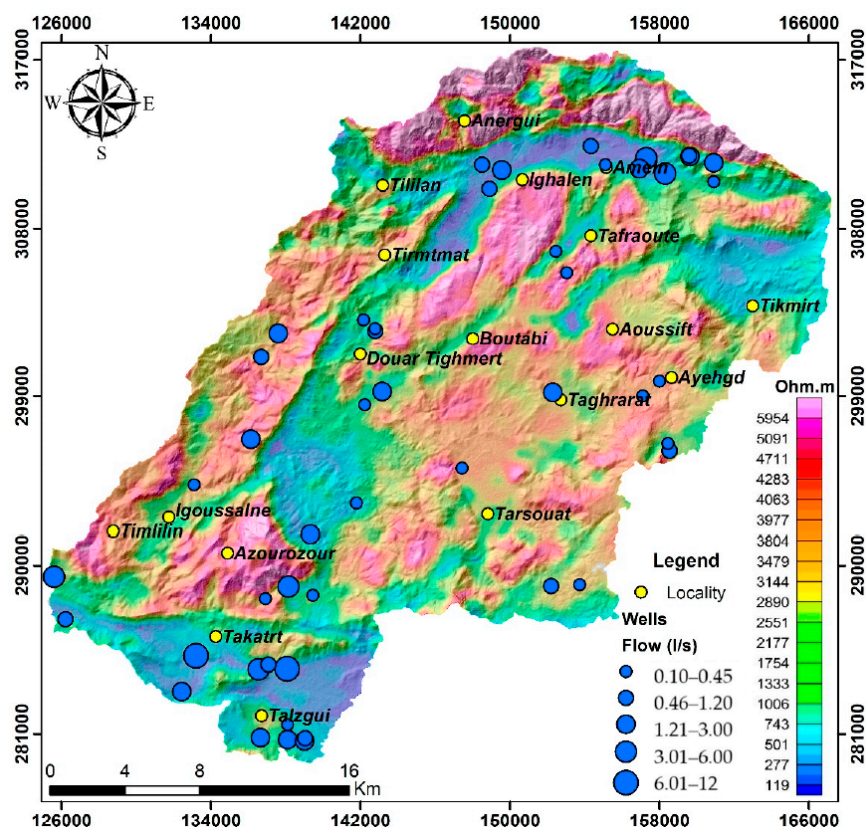 126000 134000 142000 150000 158000 166000
317000 317000
N
W E
S
Anergui
Amein
Ighalen
Tililan
308000 308000
Tafraoute
Tirmtmat
Tikmirt
Aoussift
Boutabi
Douar Tighmert
Ayehgd
299000 299000
Taghrarat
Ohm.m
5954
5091
4711
4283
4063
3977
3804
3479
3144
2890
2551
2177
1754
1333
1006
743
501
277
119
Igoussalne
Tarsouat
Timlilin
Azourozour
290000 290000
Legend
Locality
Wells
Flow (l/s)
0.10–0.45
0.46–1.20
1.21–3.00
3.01–6.00
6.01–12
Takatrt
Talzgui
281000 281000
0 4 8 16
Km
126000 134000 142000 150000 158000 166000